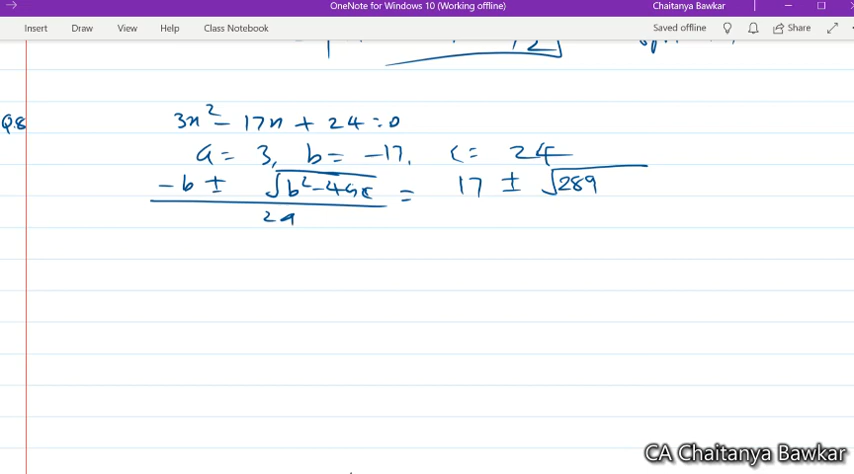 OneNote for Windows 10 (Working offline)
Chaitanya Bawkar
Insert Draw View Help Class Notebook Saved offline Share
Q.8
3x² - 17x + 24 = 0
a = 3, b = -17, c = 24
-b ± √b²-4ac / 2a = 17 ± √289
CA Chaitanya Bawkar